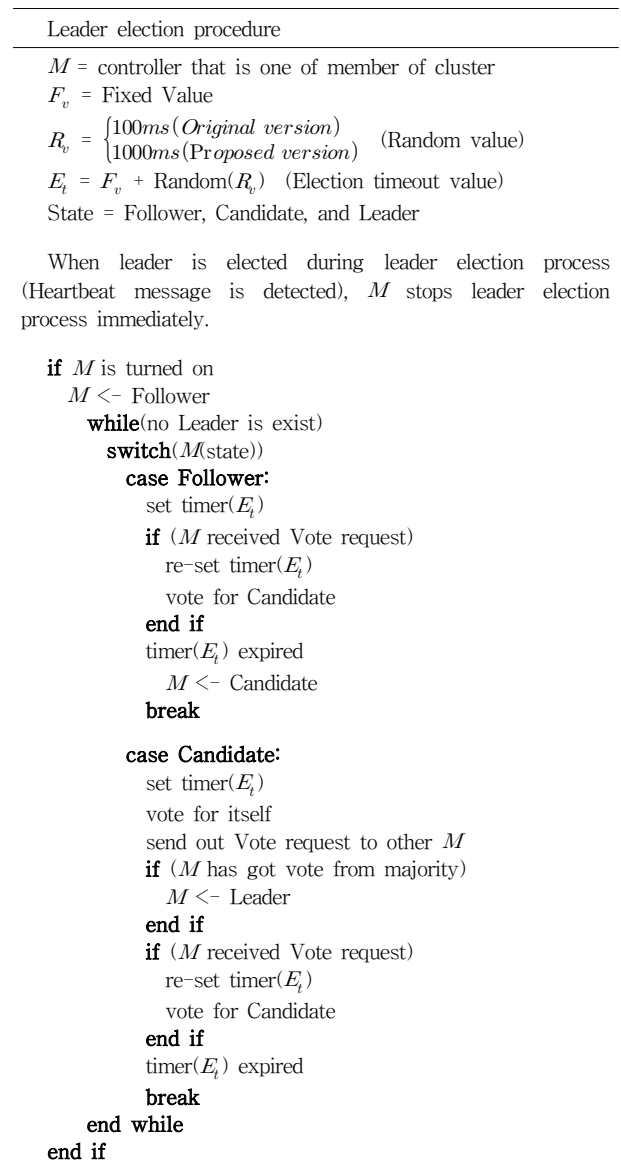 Leader election procedure
M = controller that is one of member of cluster
F_v = Fixed Value
R_v = {100ms(Original version)
1000ms(Proposed version) (Random value)
E_t = F_v + Random(R_v) (Election timeout value)
State = Follower, Candidate, and Leader
When leader is elected during leader election process
(Heartbeat message is detected), M stops leader election
process immediately.
if M is turned on
M <- Follower
while(no Leader is exist)
switch(M(state))
case Follower:
set timer(E_t)
if (M received Vote request)
re-set timer(E_t)
vote for Candidate
end if
timer(E_t) expired
M <- Candidate
break
case Candidate:
set timer(E_t)
vote for itself
send out Vote request to other M
if (M has got vote from majority)
M <- Leader
end if
if (M received Vote request)
re-set timer(E_t)
vote for Candidate
end if
timer(E_t) expired
break
end while
end if